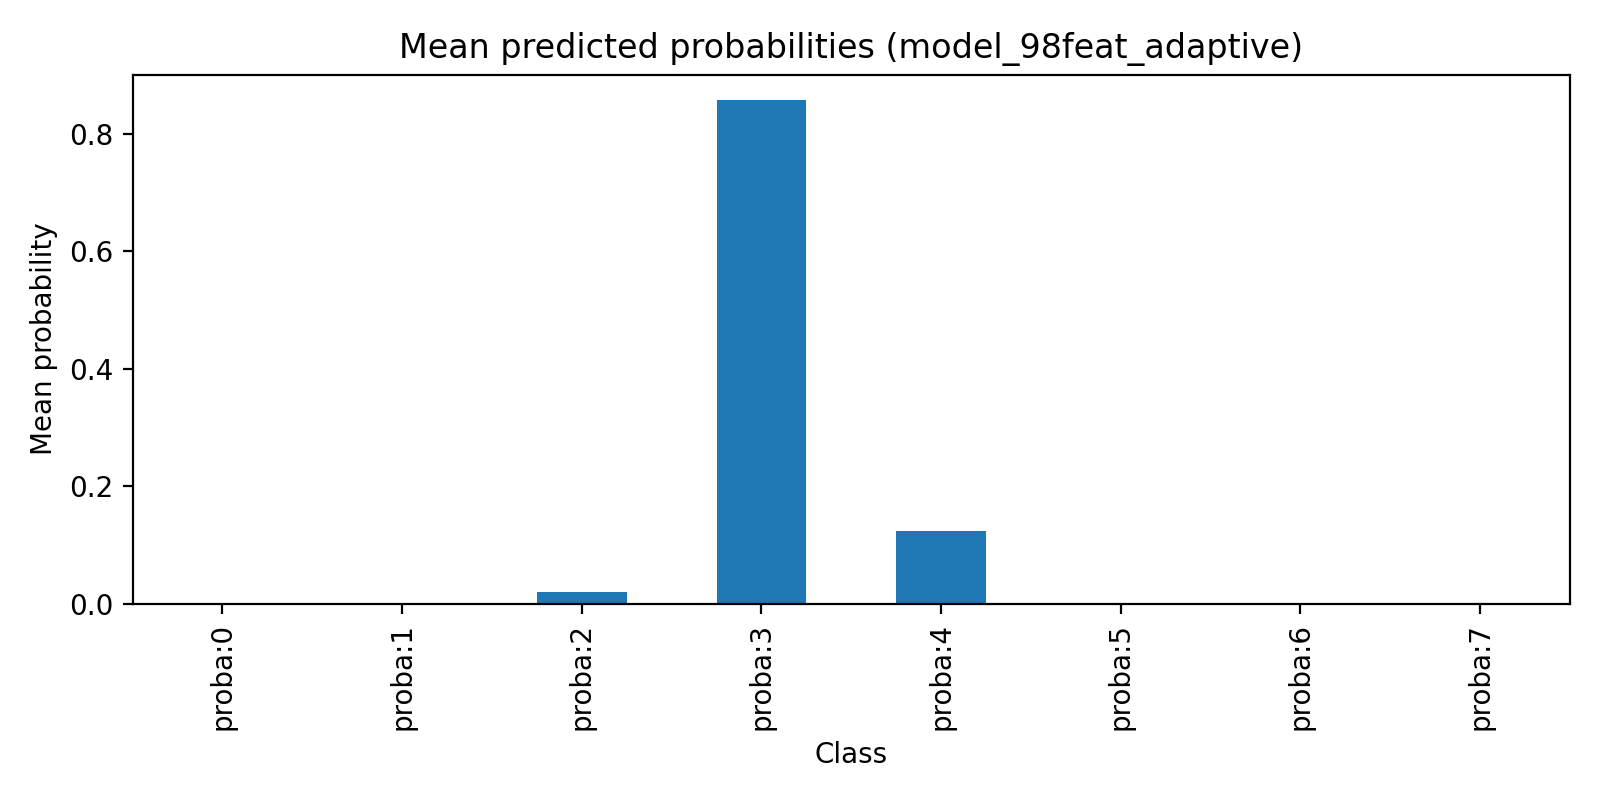 Mean predicted probabilities (model_98feat_adaptive)
Mean probability
0.8
0.6
0.4
0.2
0.0
proba:0
proba:1
proba:2
proba:3
proba:4
proba:5
proba:6
proba:7
Class